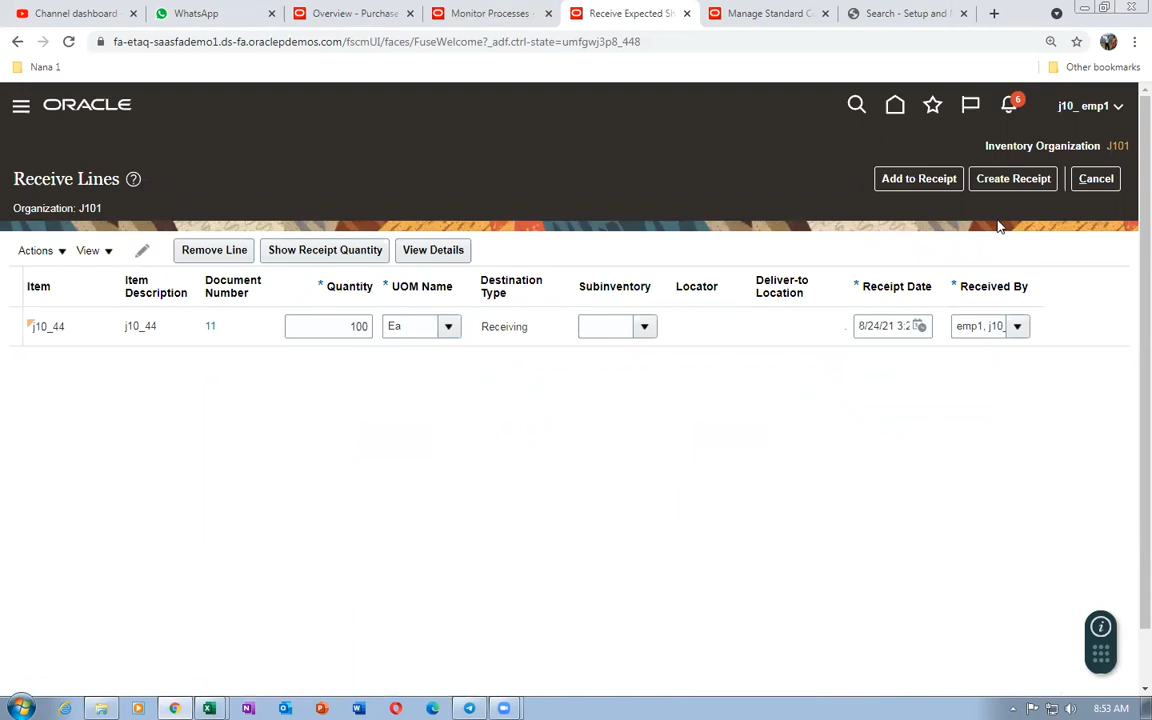 Channel dashboard
WhatsApp
Overview - Purchase
Monitor Processes -
Receive Expected Sh
Manage Standard C
Search - Setup and M
fa-etaq-saasfademo1.ds-fa.oraclepdemos.com/fscmUI/faces/FuseWelcome?_adf.ctrl-state=umfgwj3p8_448
Nana 1
Other bookmarks
ORACLE
6
j10_ emp1
Inventory Organization J101
Receive Lines
Add to Receipt
Create Receipt
Cancel
Organization: J101
Actions
View
Remove Line
Show Receipt Quantity
View Details
Item
Item Description
Document Number
* Quantity
* UOM Name
Destination Type
Subinventory
Locator
Deliver-to Location
* Receipt Date
* Received By
j10_44
j10_44
11
100
Ea
Receiving
8/24/21 3:2
emp1, j10_
8:53 AM